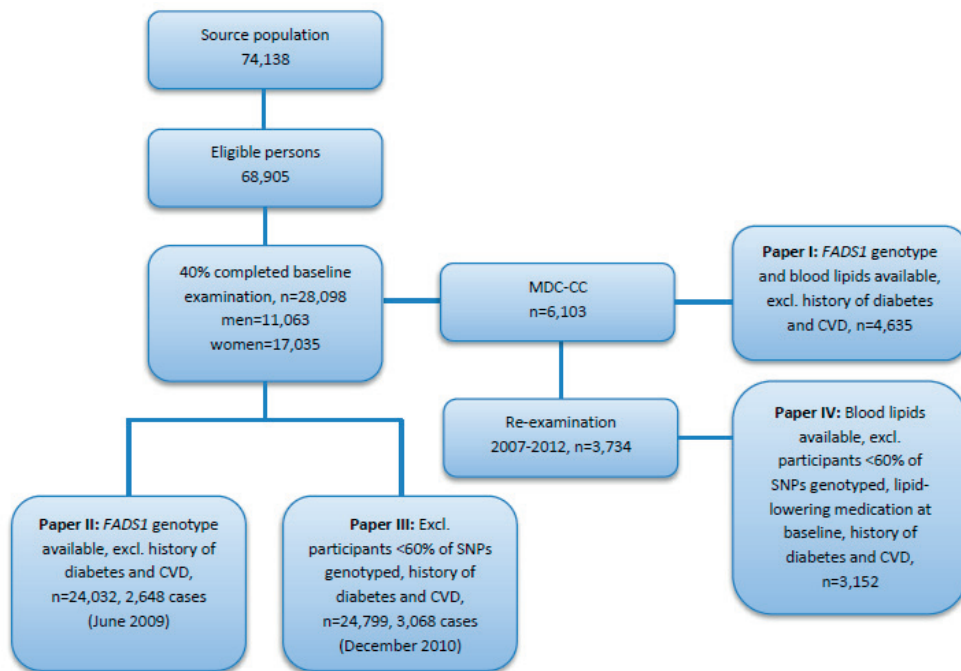 Source population
74,138
Eligible persons
68,905
40% completed baseline
examination, n=28,098
men=11,063
women=17,035
MDC-CC
n=6,103
Paper I: FADS1 genotype
and blood lipids available,
excl. history of diabetes
and CVD, n=4,635
Re-examination
2007-2012, n=3,734
Paper IV: Blood lipids
available, excl.
participants <60% of
SNPs genotyped, lipid-
lowering medication at
baseline, history of
diabetes and CVD,
n=3,152
Paper II: FADS1 genotype
available, excl. history of
diabetes and CVD,
n=24,032, 2,648 cases
(June 2009)
Paper III: Excl.
participants <60% of SNPs
genotyped, history of
diabetes and CVD,
n=24,799, 3,068 cases
(December 2010)